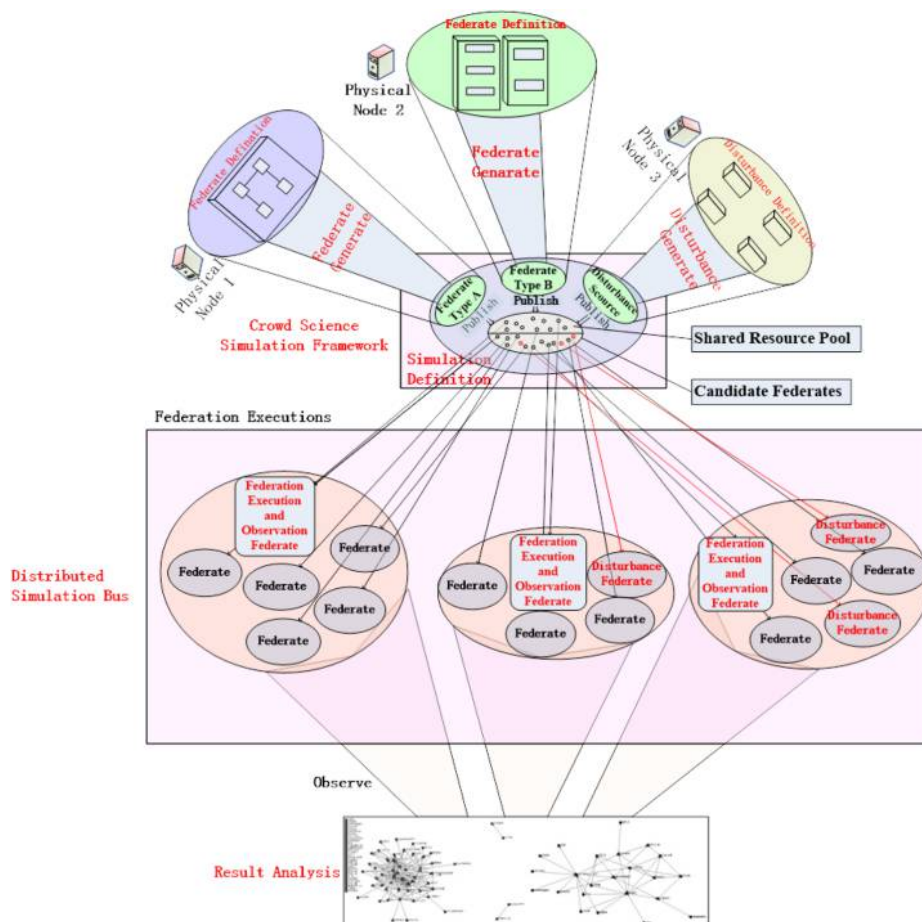 Federate Definition
Physical
Node 2
Federate
Genarate
Physical
Node 3
Disturbance Definition
Disturbance
Generate
Federate Defination
Federate
Generate
Physical
Node 1
Federate
Type A
Publish
Federate
Type B
Publish
Disturbance
Scource
Publish
Crowd Science
Simulation Framework
Simulation
Definition
Shared Resource Pool
Candidate Federates
Federation Executions
Distributed
Simulation Bus
Federation
Execution
and
Observation
Federate
Federate
Federate
Federate
Federate
Federate
Federation
Execution
and
Observation
Federate
Federate
Disturbance
Federate
Federate
Federate
Federation
Execution
and
Observation
Federate
Disturbance
Federate
Federate
Federate
Disturbance
Federate
Federate
Observe
Result Analysis